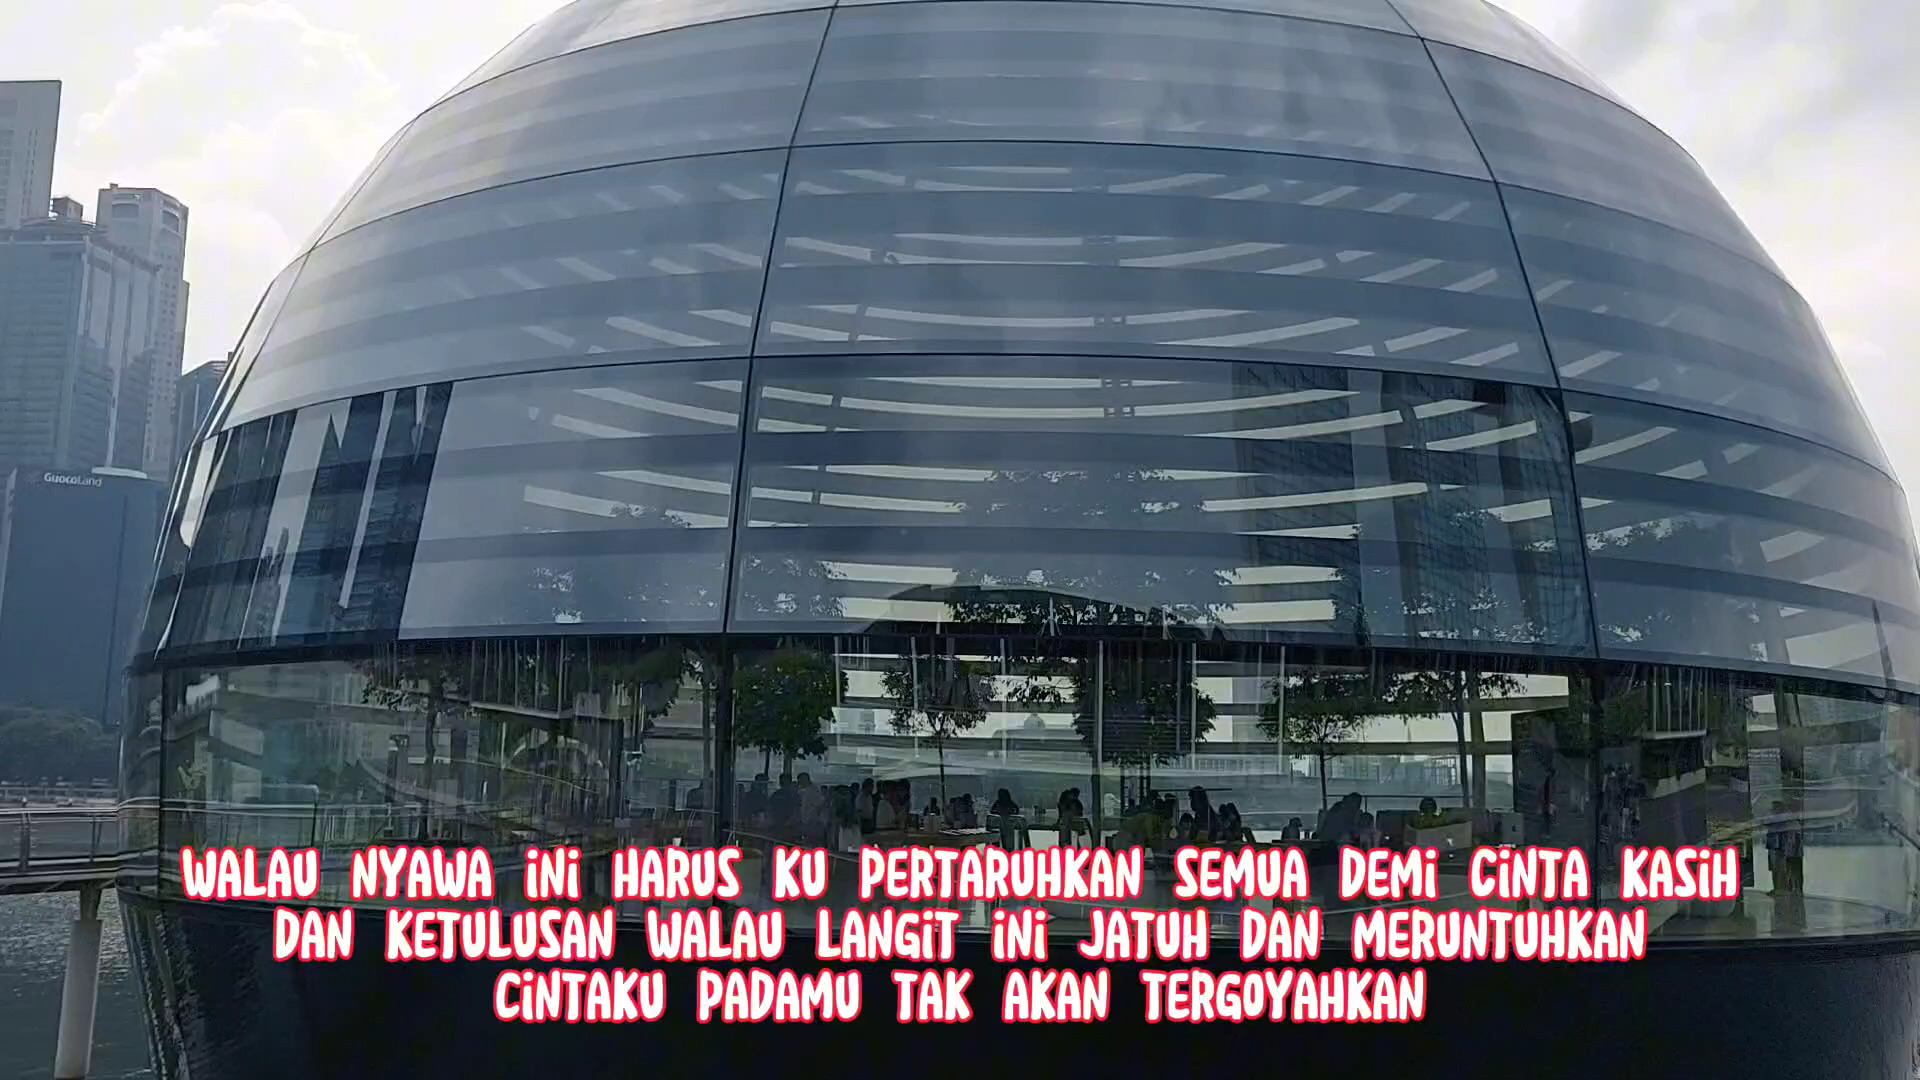 GuocoLand
WALAU NYAWA iNi HARUS KU PERTARUHKAN SEMUA DEMi CiNTA KASiH
DAN KETULUSAN WALAU LANGiT iNi JATUH DAN MERUNTUHKAN
CiNTAKU PADAMU TAK AKAN TERGOYAHKAN